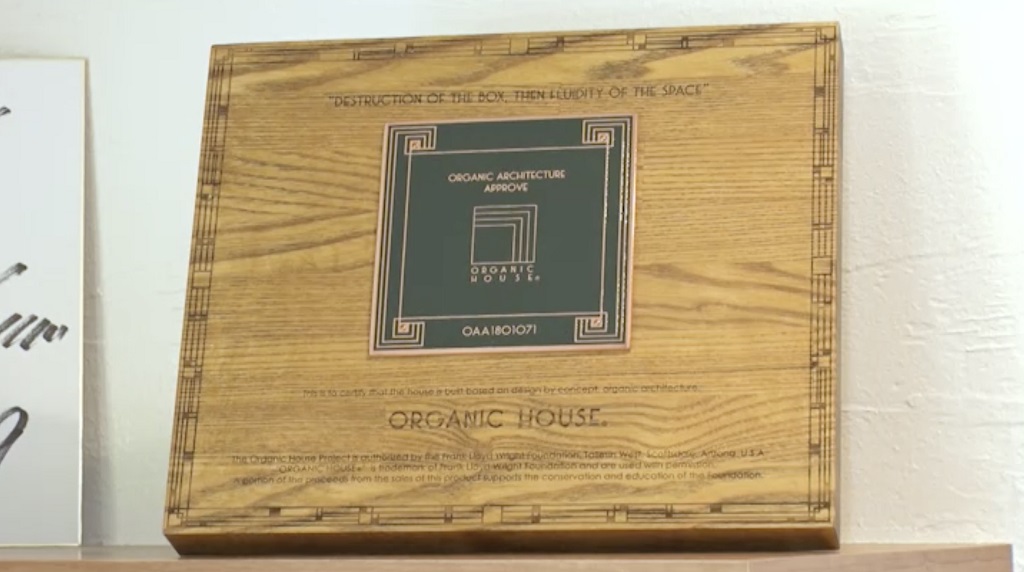 "DESTRUCTION OF THE BOX, THEN FLUIDITY OF THE SPACE"
ORGANIC ARCHITECTURE
APPROVE
ORGANIC
HOUSE®
OAA1801071
This is to certify that the house is built based on design by concept, organic architecture.
ORGANIC HOUSE®
The Organic House Project is authorized by the Frank Lloyd Wright Foundation, Taliesin West, Scottsdale, Arizona, U.S.A.
ORGANIC HOUSE® is trademark of Frank Lloyd Wright Foundation and are used with permission.
A portion of the proceeds from the sales of this product supports the conservation and education of the Foundation.